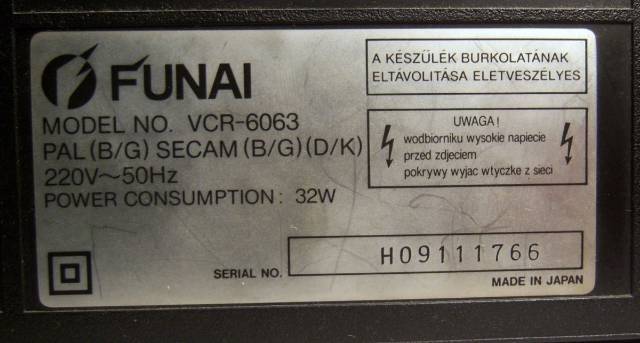 FUNAI
MODEL NO. VCR-6063
PAL (B/G) SECAM (B/G) (D/K)
220V~50Hz
POWER CONSUMPTION : 32W
A KÉSZÜLÉK BURKOLATÁNAK
ELTÁVOLITÁSA ELETVESZÉLYES
UWAGA!
wodbiorniku wysokie napiecie
przed zdjeciem
pokrywy wyjac wtyczke z sieci
SERIAL NO. H09111766
MADE IN JAPAN